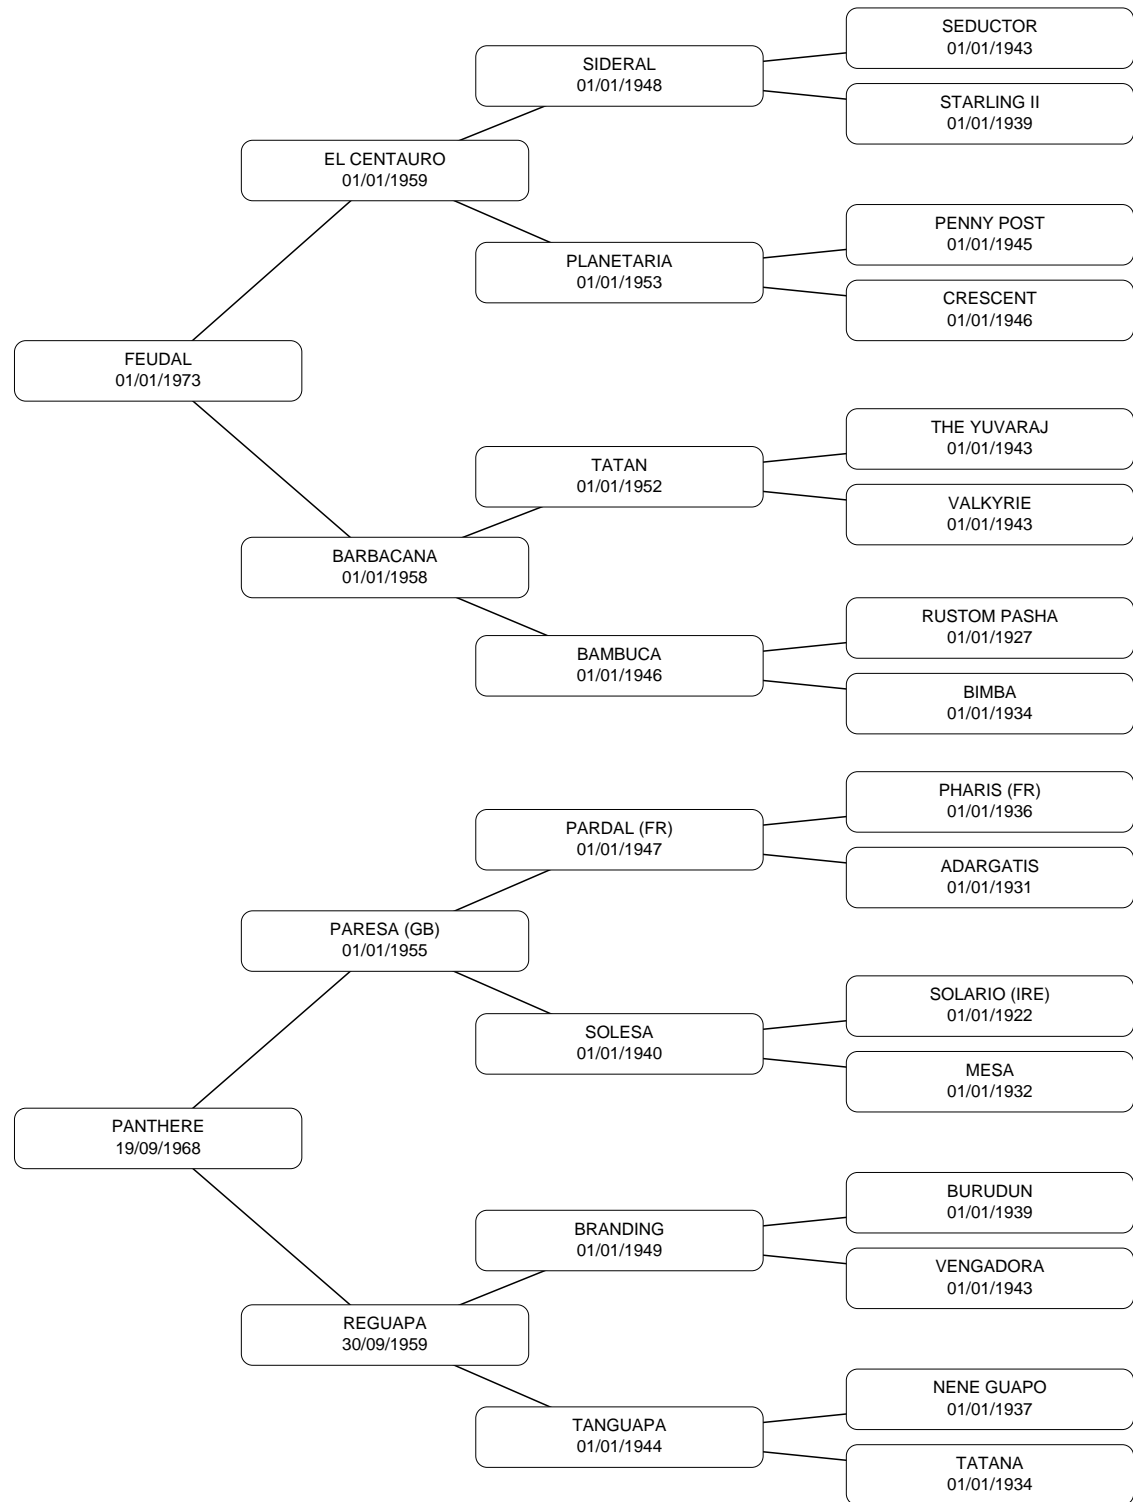 SEDUCTOR
01/01/1943
SIDERAL
01/01/1948
STARLING II
01/01/1939
EL CENTAURO
01/01/1959
PENNY POST
01/01/1945
PLANETARIA
01/01/1953
CRESCENT
01/01/1946
FEUDAL
01/01/1973
THE YUVARAJ
01/01/1943
TATAN
01/01/1952
VALKYRIE
01/01/1943
BARBACANA
01/01/1958
RUSTOM PASHA
01/01/1927
BAMBUCA
01/01/1946
BIMBA
01/01/1934
PHARIS (FR)
01/01/1936
PARDAL (FR)
01/01/1947
ADARGATIS
01/01/1931
PARESA (GB)
01/01/1955
SOLARIO (IRE)
01/01/1922
SOLESA
01/01/1940
MESA
01/01/1932
PANTHERE
19/09/1968
BURUDUN
01/01/1939
BRANDING
01/01/1949
VENGADORA
01/01/1943
REGUAPA
30/09/1959
NENE GUAPO
01/01/1937
TANGUAPA
01/01/1944
TATANA
01/01/1934